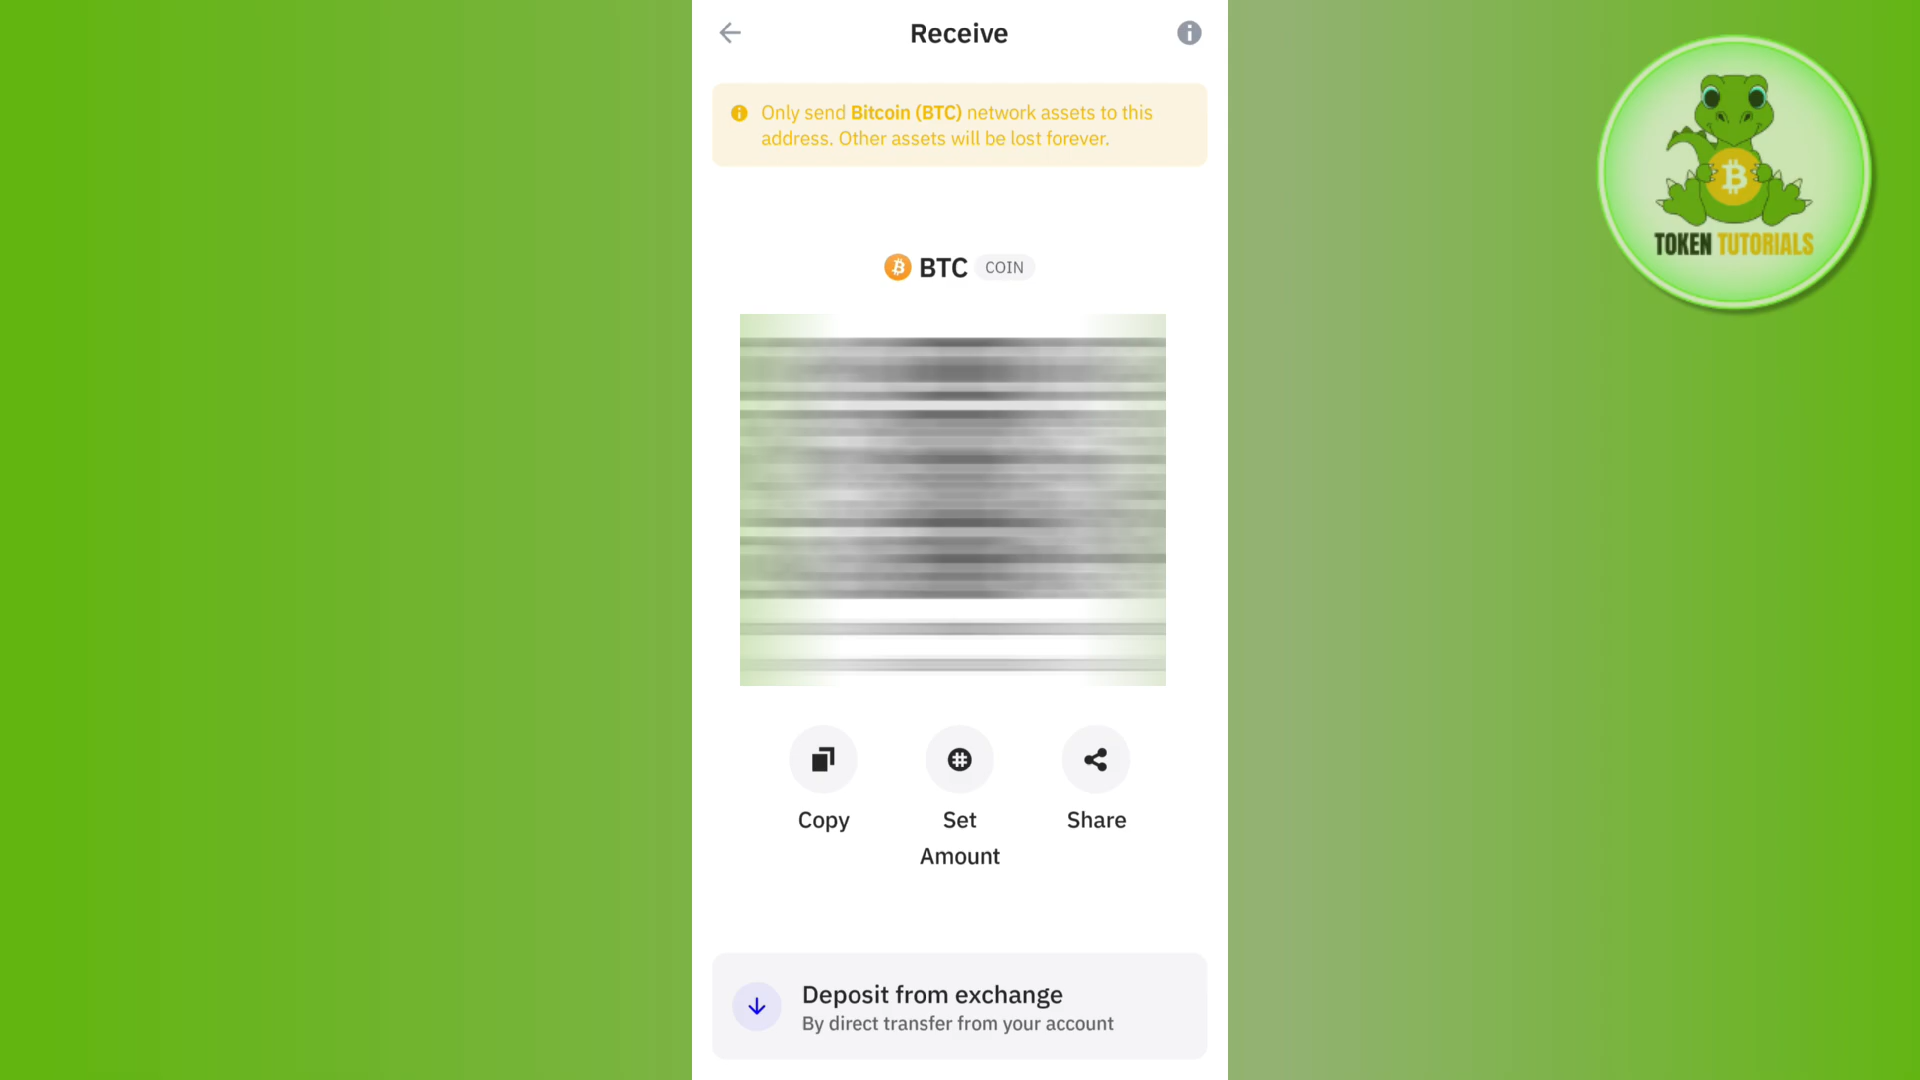 Receive
Only send Bitcoin (BTC) network assets to this
address. Other assets will be lost forever.
BTC COIN
Copy
Set
Amount
Share
Deposit from exchange
By direct transfer from your account
TOKEN TUTORIALS